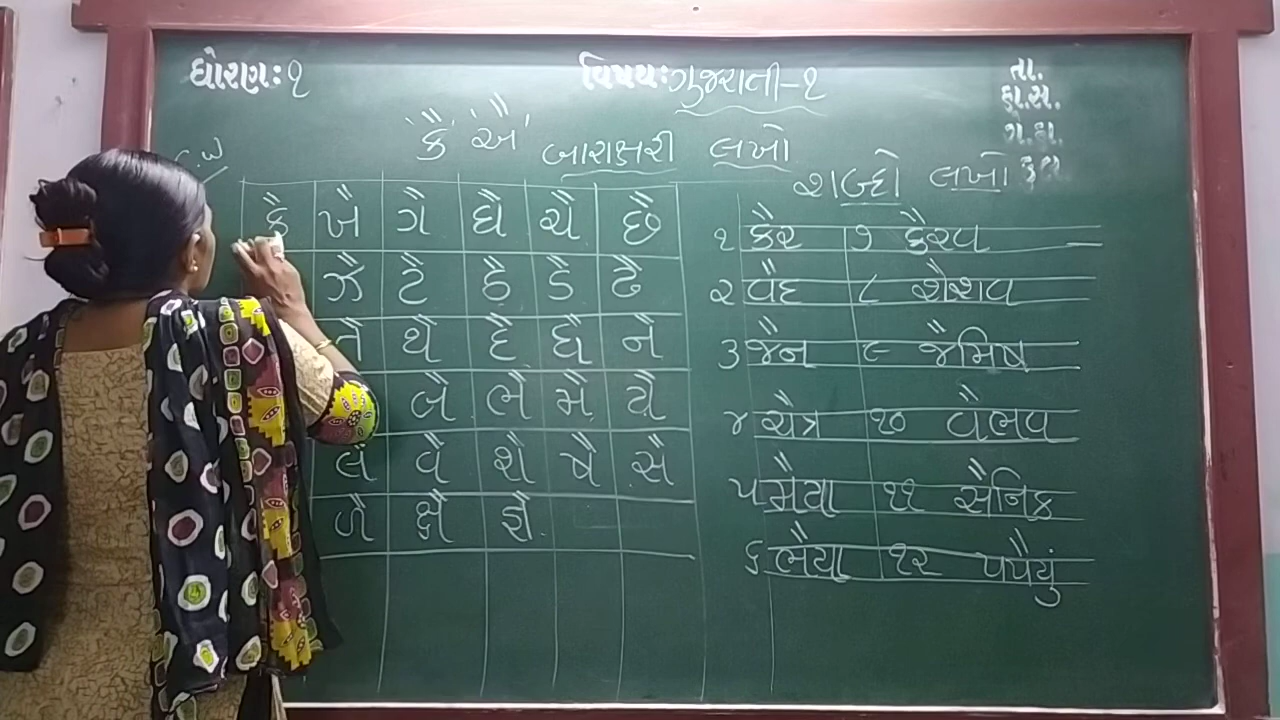 ધોરણ: ૧
વિષય: ગુજરાતી-૧
તા.
હા.સ.
ગે.હા.
કુલ
C.W
'કૈ' 'ઐ' બારાક્ષરી લખો
શબ્દો લખો
કૈ ખૈ ગૈ ઘૈ ચૈ છૈ
ઝૈ ટૈ ઠૈ ડૈ ઢૈ
તૈ થૈ દૈ ધૈ નૈ
બૈ ભૈ મૈ યૈ
લૈ વૈ શૈ ષૈ સૈ
ળૈ ક્ષૈ જ્ઞૈ
૧ કૈર ૭ કૈરવ
૨ વૈદ ૮ શૈશવ
૩ જૈન ૯ જૈમિષ
૪ ચૈત્ર ૧૦ વૈભવ
૫ મૈયા ૧૧ સૈનિક
૬ ભૈયા ૧૨ પપૈયું